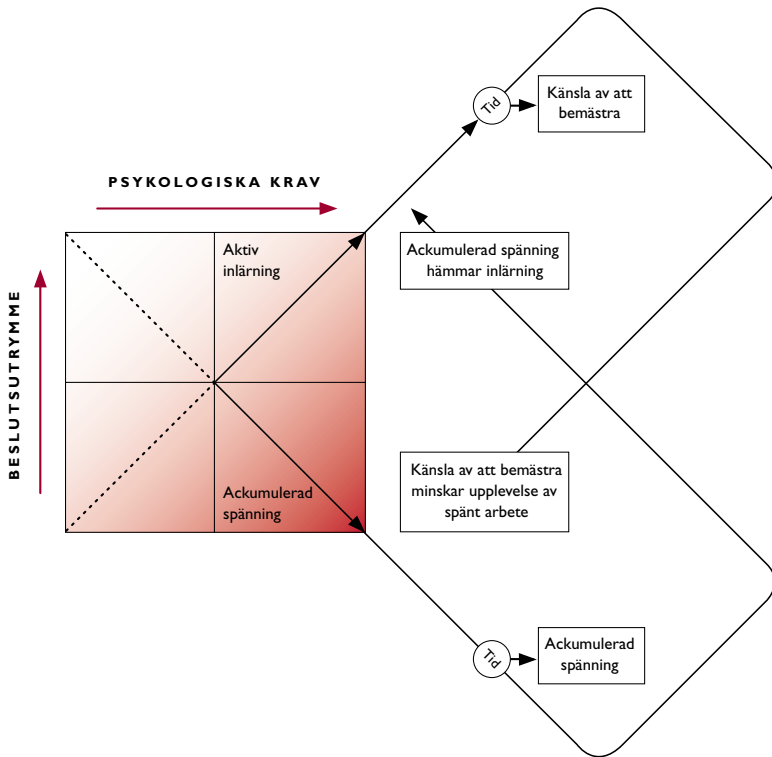 Tid
Känsla av att
bemästra
PSYKOLOGISKA KRAV
BESLUTSUTRYMME
Aktiv
inlärning
Ackumulerad spänning
hämmar inlärning
Känsla av att bemästra
minskar upplevelse av
spänt arbete
Ackumulerad
spänning
Tid
Ackumulerad
spänning